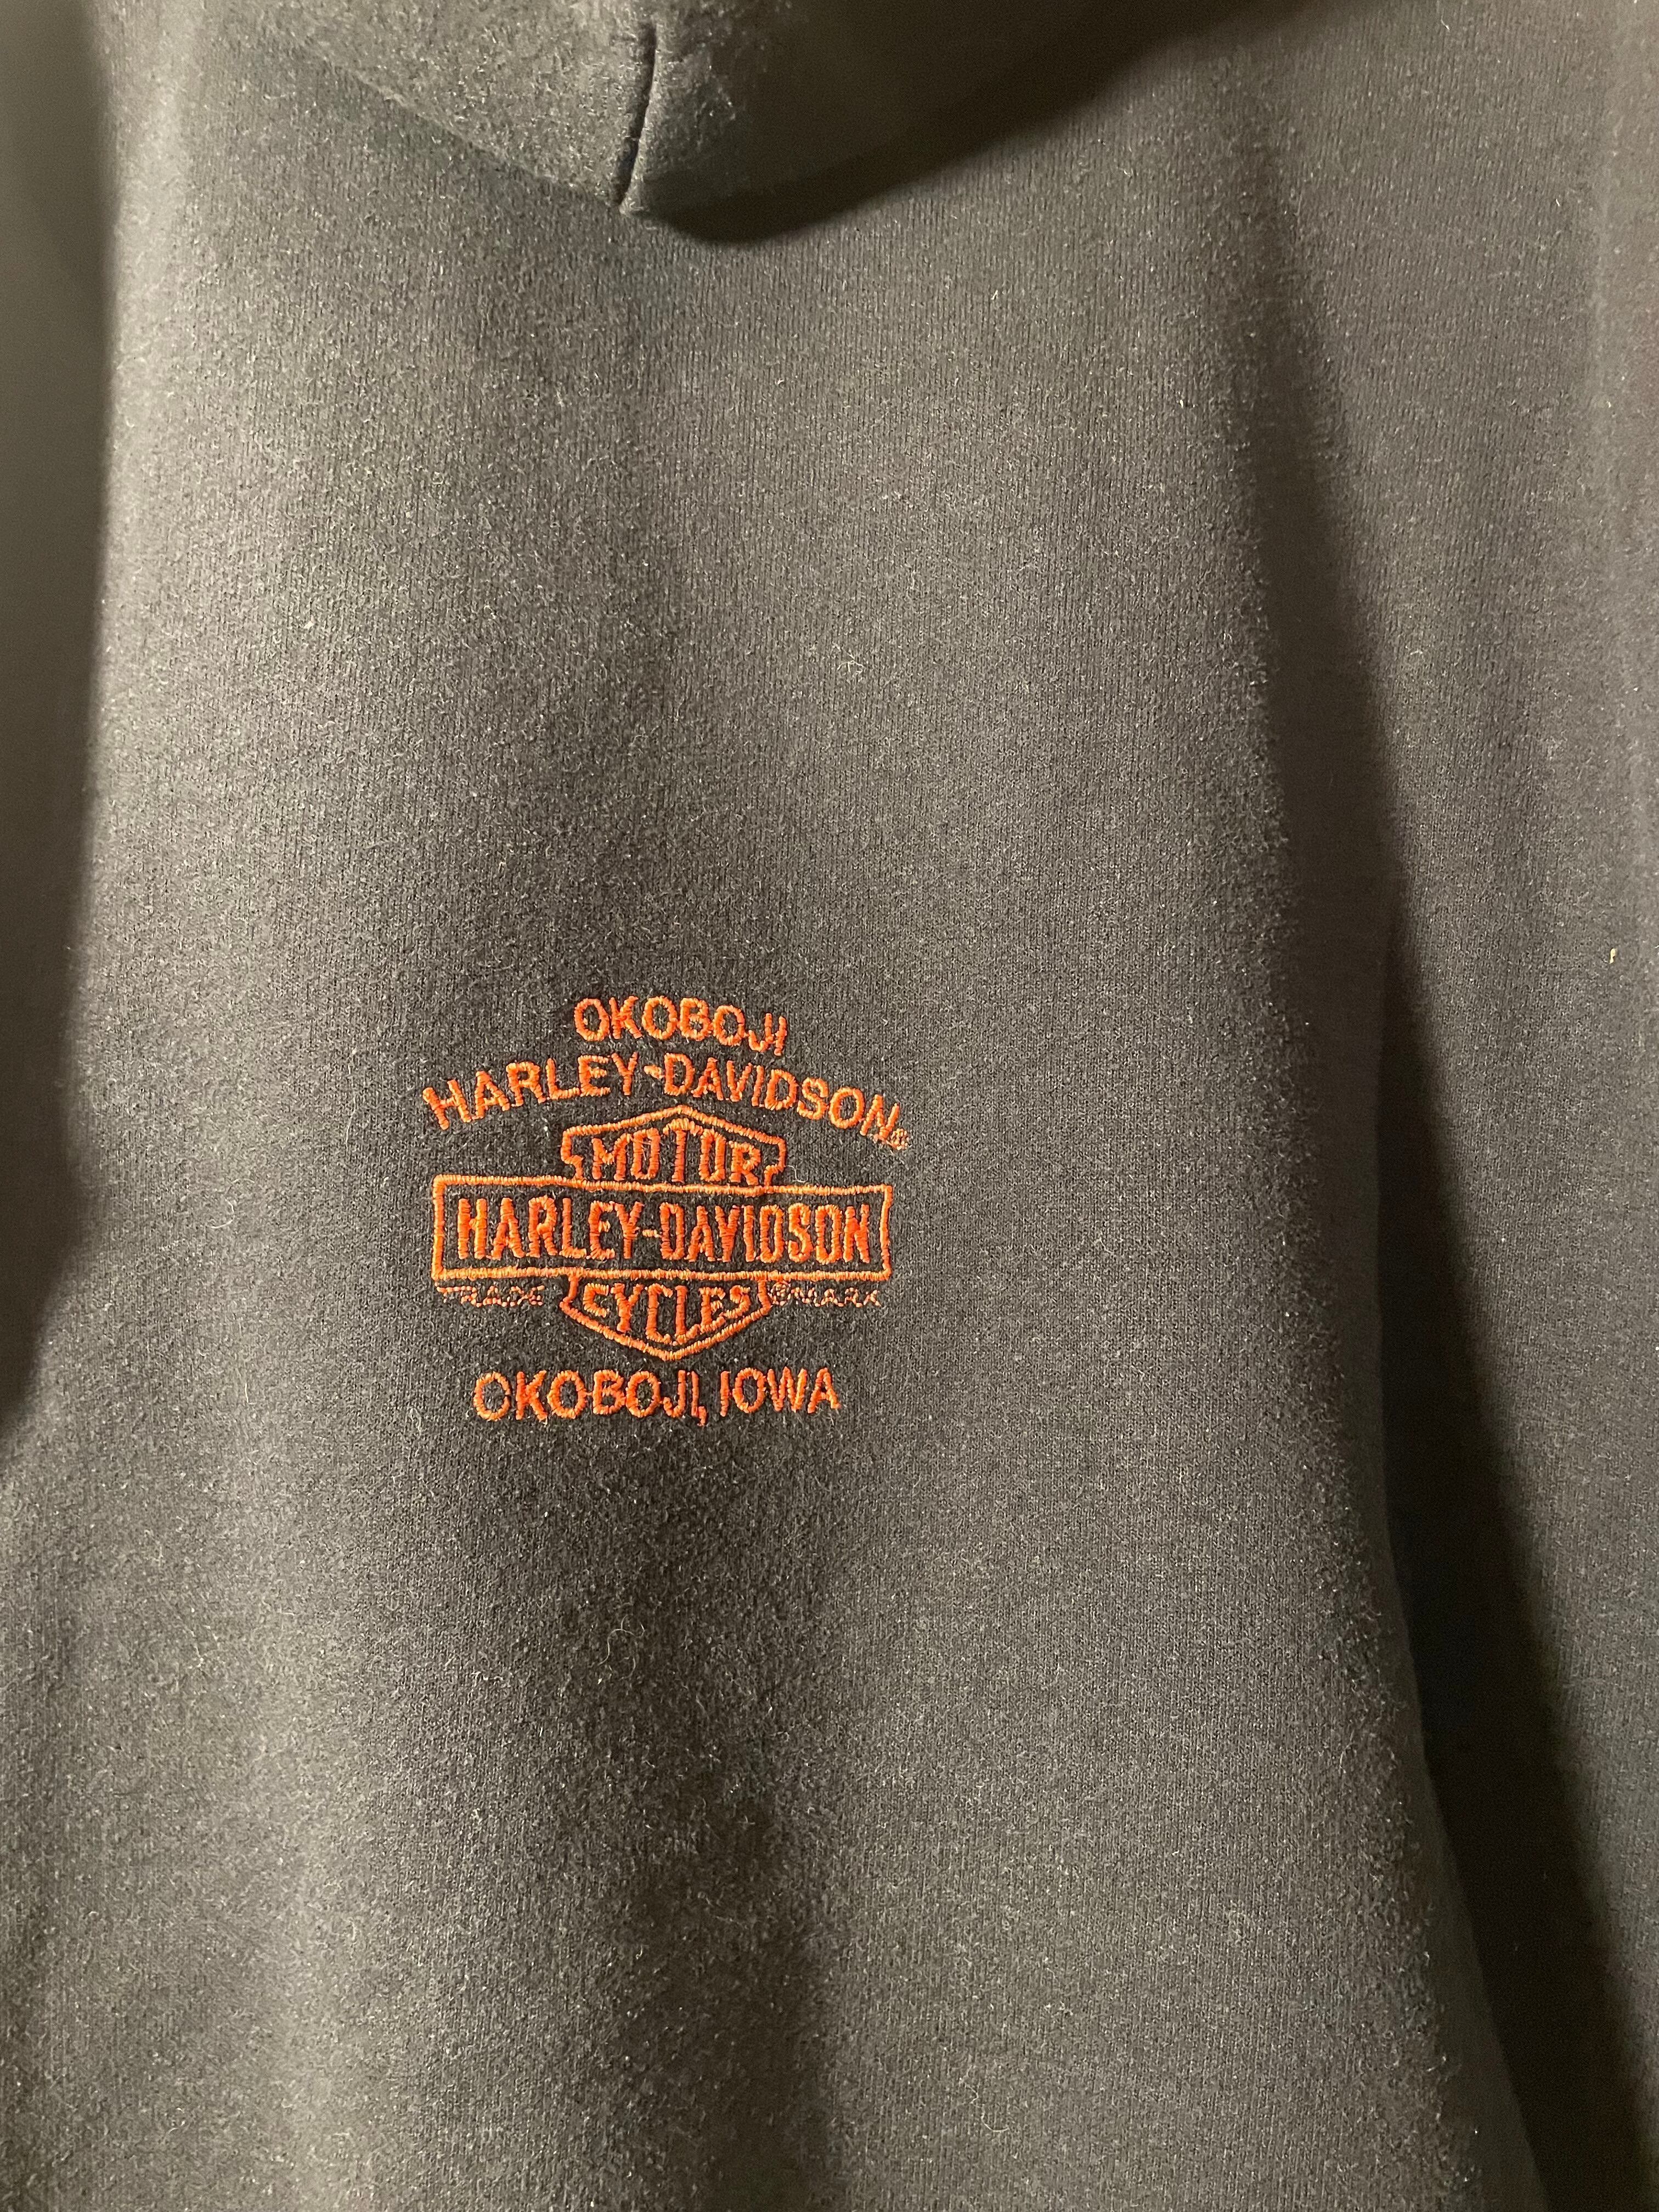 OKOBOJI
HARLEY-DAVIDSON®
MOTOR
HARLEY-DAVIDSON
TRADE ® MARK
CYCLES
OKOBOJI, IOWA